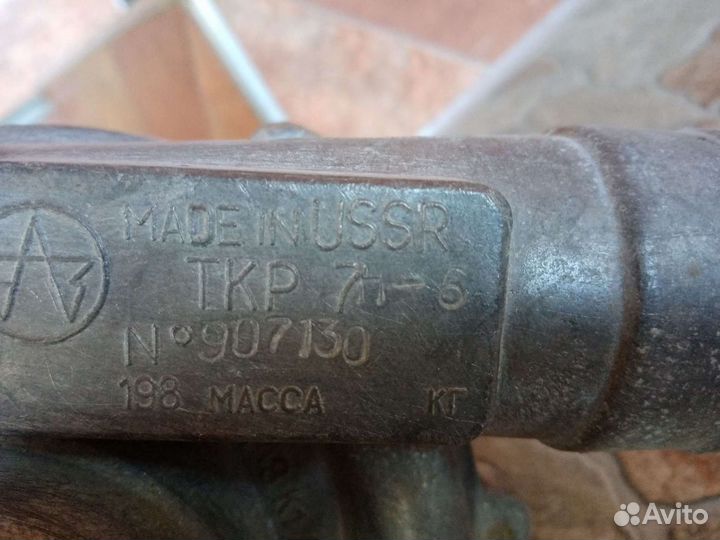 MADE IN USSR
ТКР 7Н-6
N° 907130
198 МАССА КГ
Avito